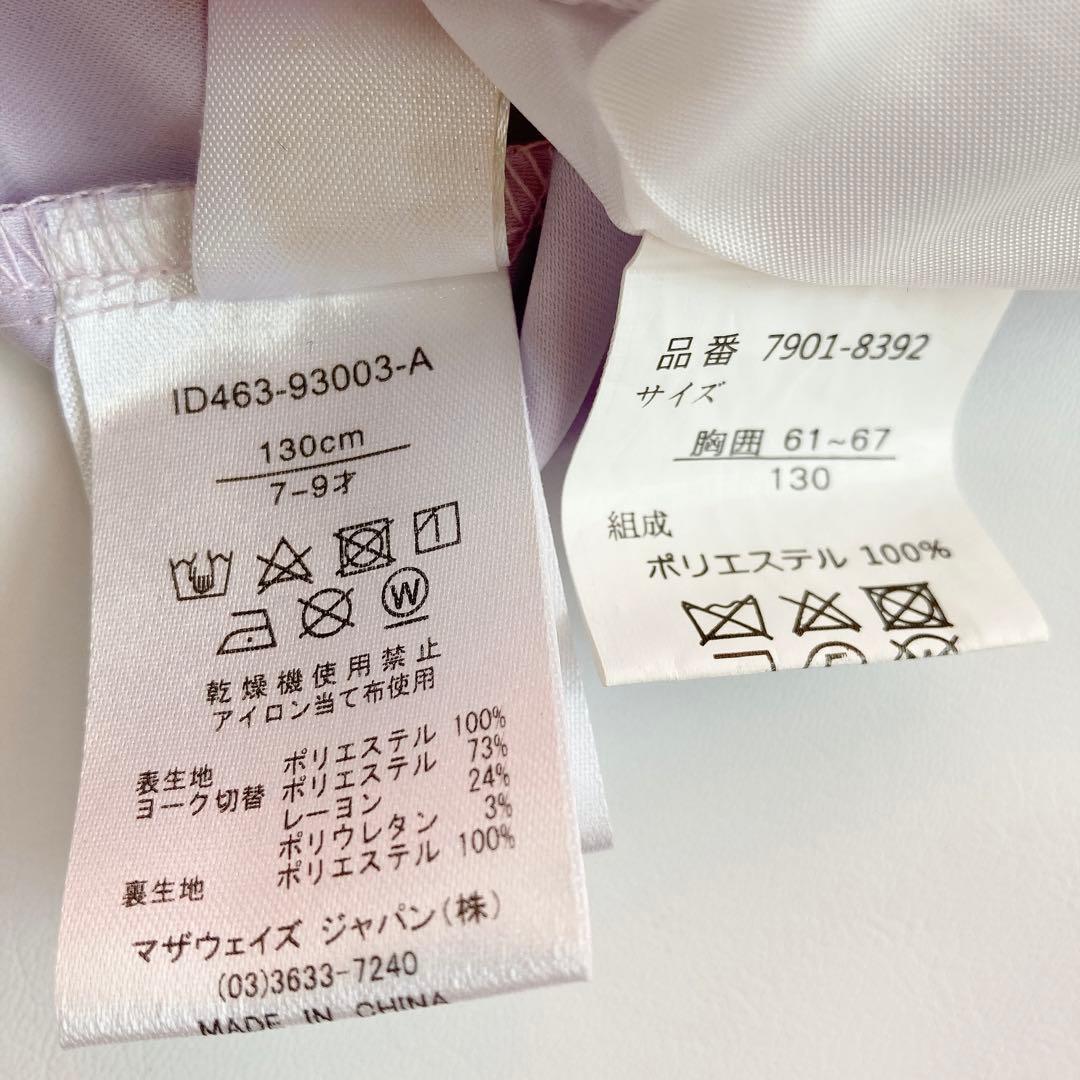 ID463-93003-A
130cm
7-9才
W
乾燥機使用禁止
アイロン当て布使用
表生地 ポリエステル 100%
ヨーク切替 ポリエステル 73%
レーヨン 24%
ポリウレタン 3%
裏生地 ポリエステル 100%
マザウェイズ ジャパン(株)
(03)3633-7240
MADE IN CHINA
品番 7901-8392
サイズ
胸囲 61~67
130
組成
ポリエステル 100%